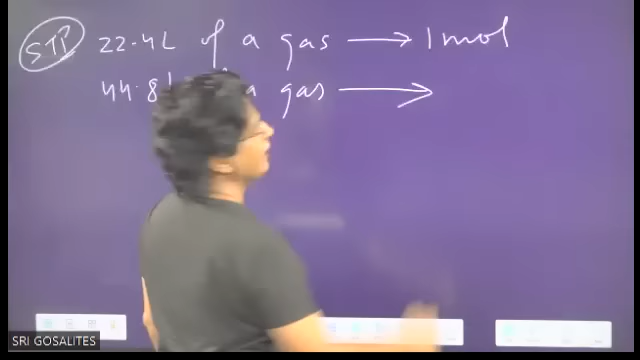 STP 22.4L of a gas → 1 mol
44.8L a gas →
SRI GOSALITES